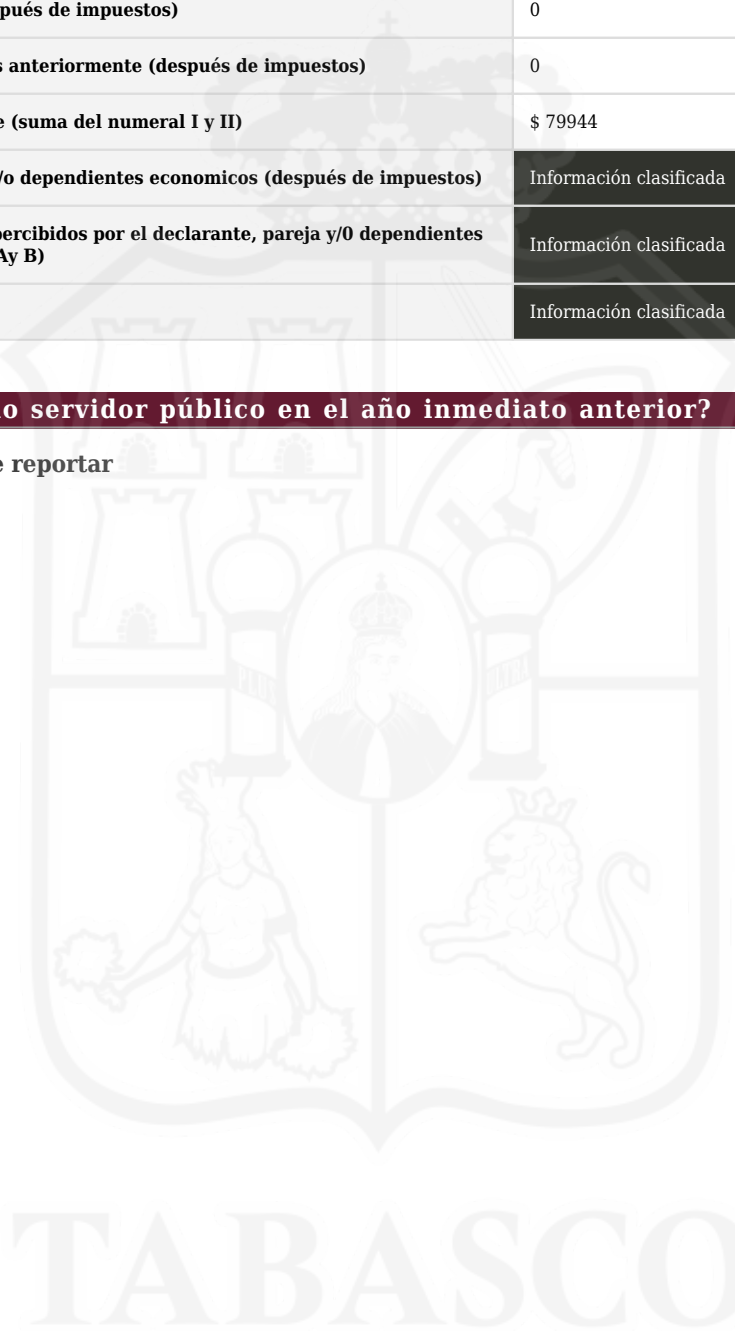 pués de impuestos) 0
s anteriormente (después de impuestos) 0
e (suma del numeral I y II) $ 79944
/o dependientes economicos (después de impuestos) Información clasificada
percibidos por el declarante, pareja y/0 dependientes
Ay B) Información clasificada
Información clasificada
o servidor público en el año inmediato anterior?
e reportar
PLUS ULTRA
TABASCO